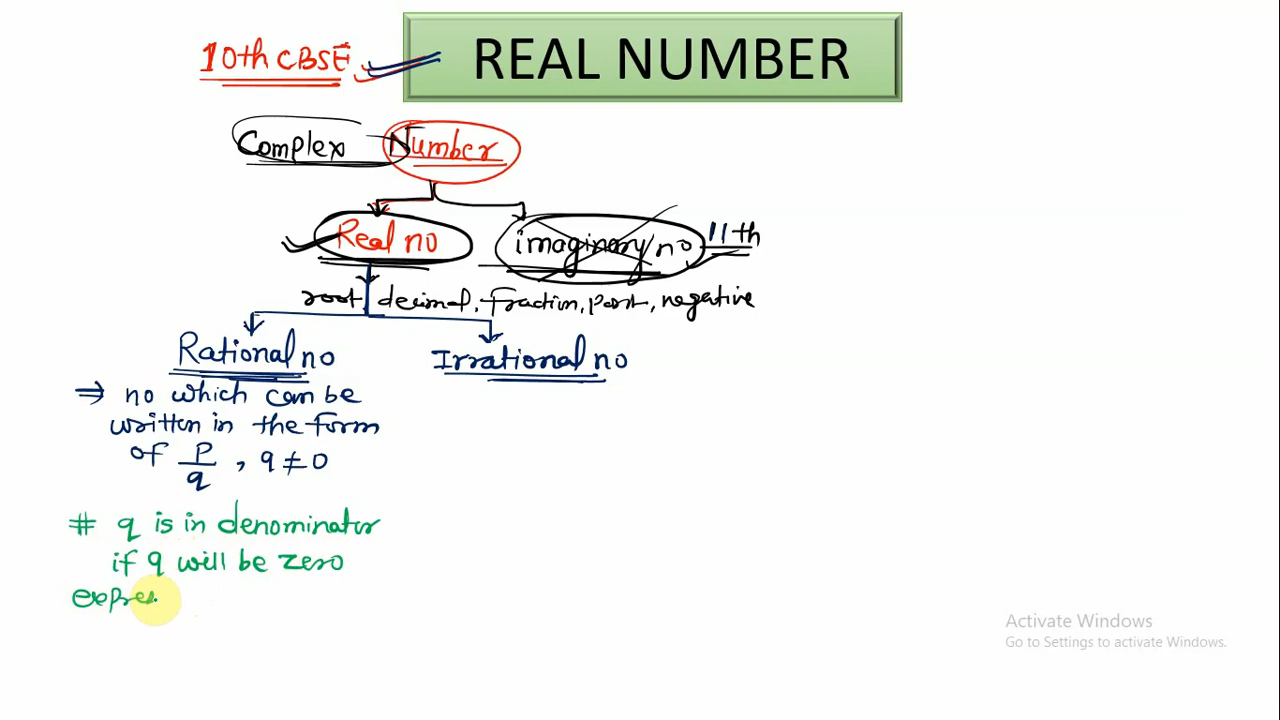 10th CBSE
REAL NUMBER
Complex Number
Real no
imaginary no
11th
root, decimal, fraction, part, negative
Rational no
Irrational no
⇒ no which can be
written in the form
of p/q , q ≠ 0
# q is in denominator
if q will be zero
expres
Activate Windows
Go to Settings to activate Windows.